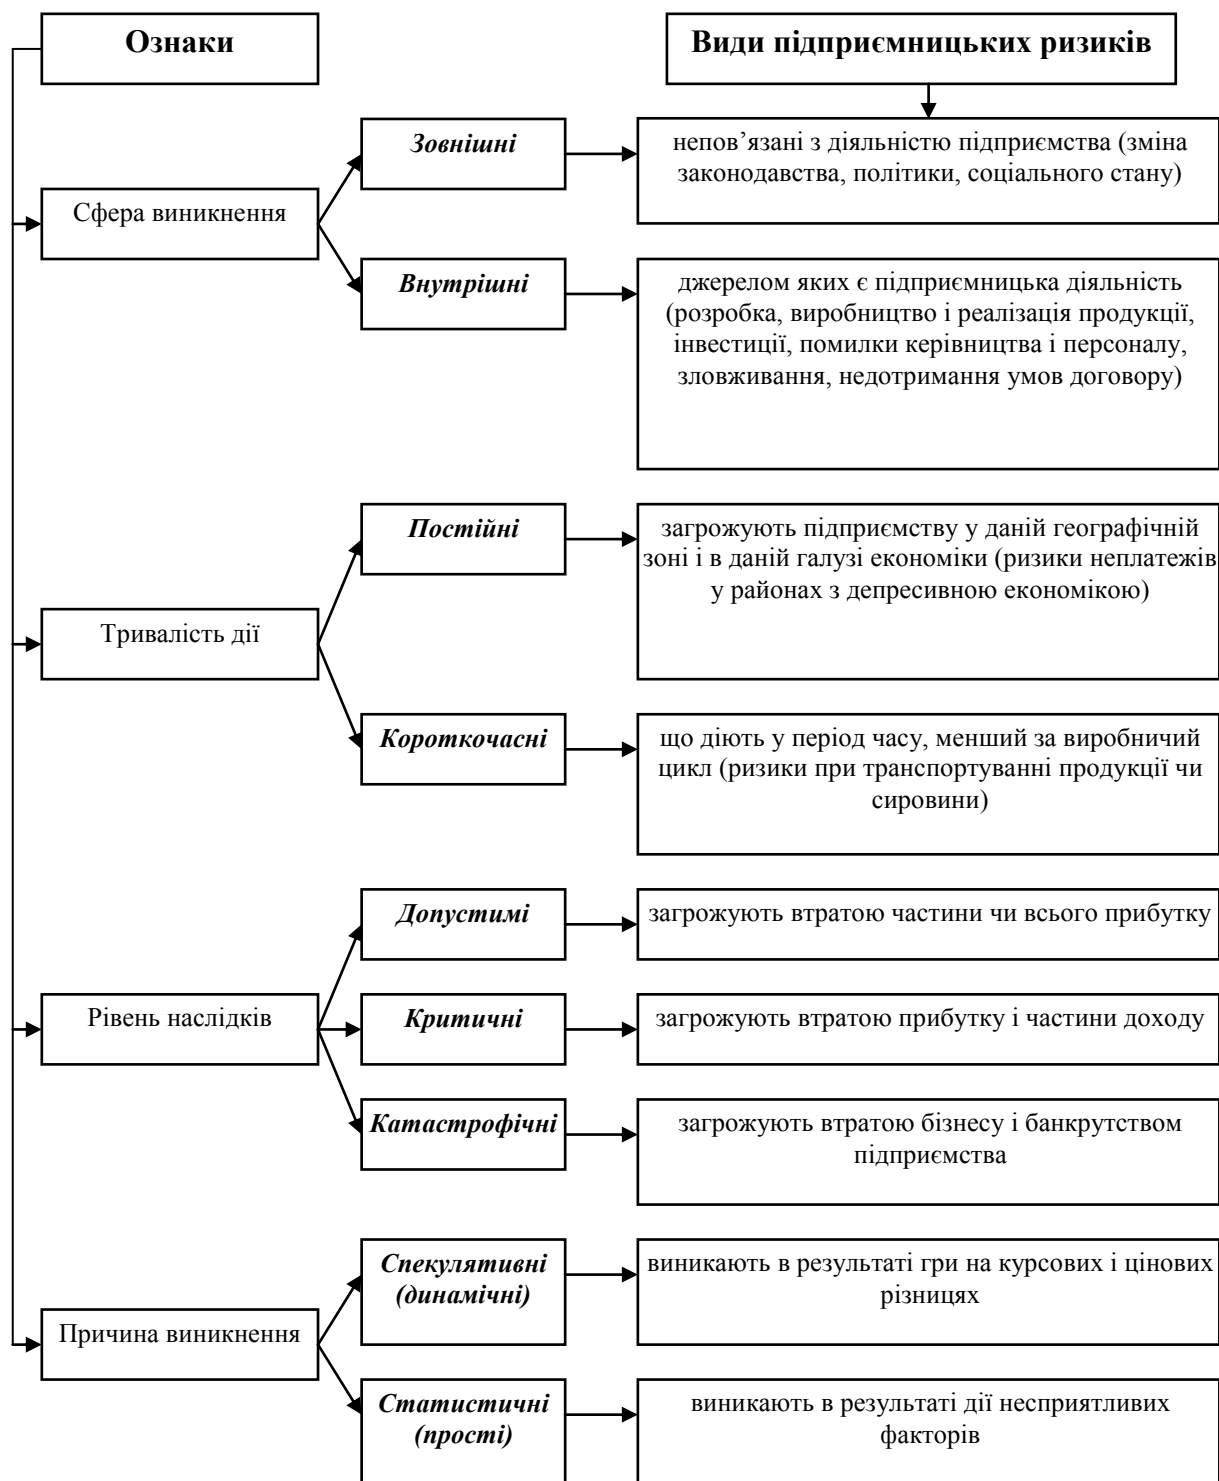 Ознаки
Види підприємницьких ризиків
Сфера виникнення
Зовнішні
непов’язані з діяльністю підприємства (зміна
законодавства, політики, соціального стану)
Внутрішні
джерелом яких є підприємницька діяльність
(розробка, виробництво і реалізація продукції,
інвестиції, помилки керівництва і персоналу,
зловживання, недотримання умов договору)
Тривалість дії
Постійні
загрожують підприємству у даній географічній
зоні і в даній галузі економіки (ризики неплатежів
у районах з депресивною економікою)
Короткочасні
що діють у період часу, менший за виробничий
цикл (ризики при транспортуванні продукції чи
сировини)
Рівень наслідків
Допустимі
загрожують втратою частини чи всього прибутку
Критичні
загрожують втратою прибутку і частини доходу
Катастрофічні
загрожують втратою бізнесу і банкрутством
підприємства
Причина виникнення
Спекулятивні
(динамічні)
виникають в результаті гри на курсових і цінових
різницях
Статистичні
(прості)
виникають в результаті дії несприятливих
факторів